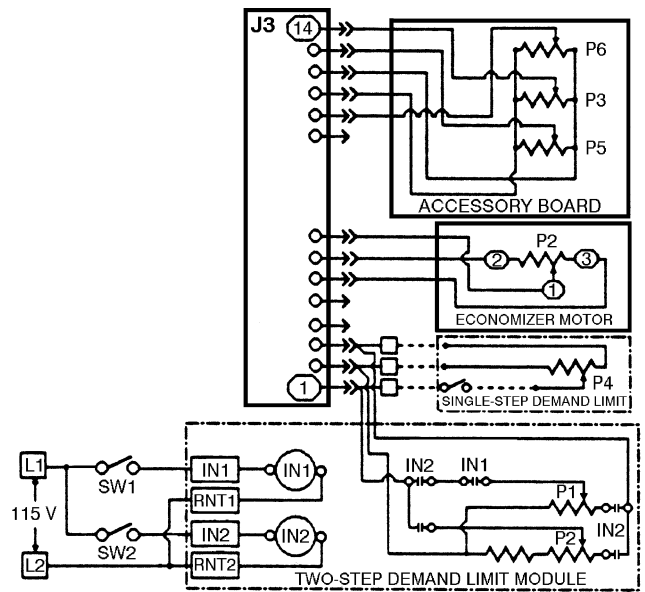 J3
14
P6
P3
P5
ACCESSORY BOARD
P2
2
3
1
ECONOMIZER MOTOR
P4
1
SINGLE-STEP DEMAND LIMIT
L1
SW1
IN1
IN1
IN2
IN1
RNT1
P1
115 V
SW2
IN2
IN2
IN2
P2
L2
RNT2
TWO-STEP DEMAND LIMIT MODULE